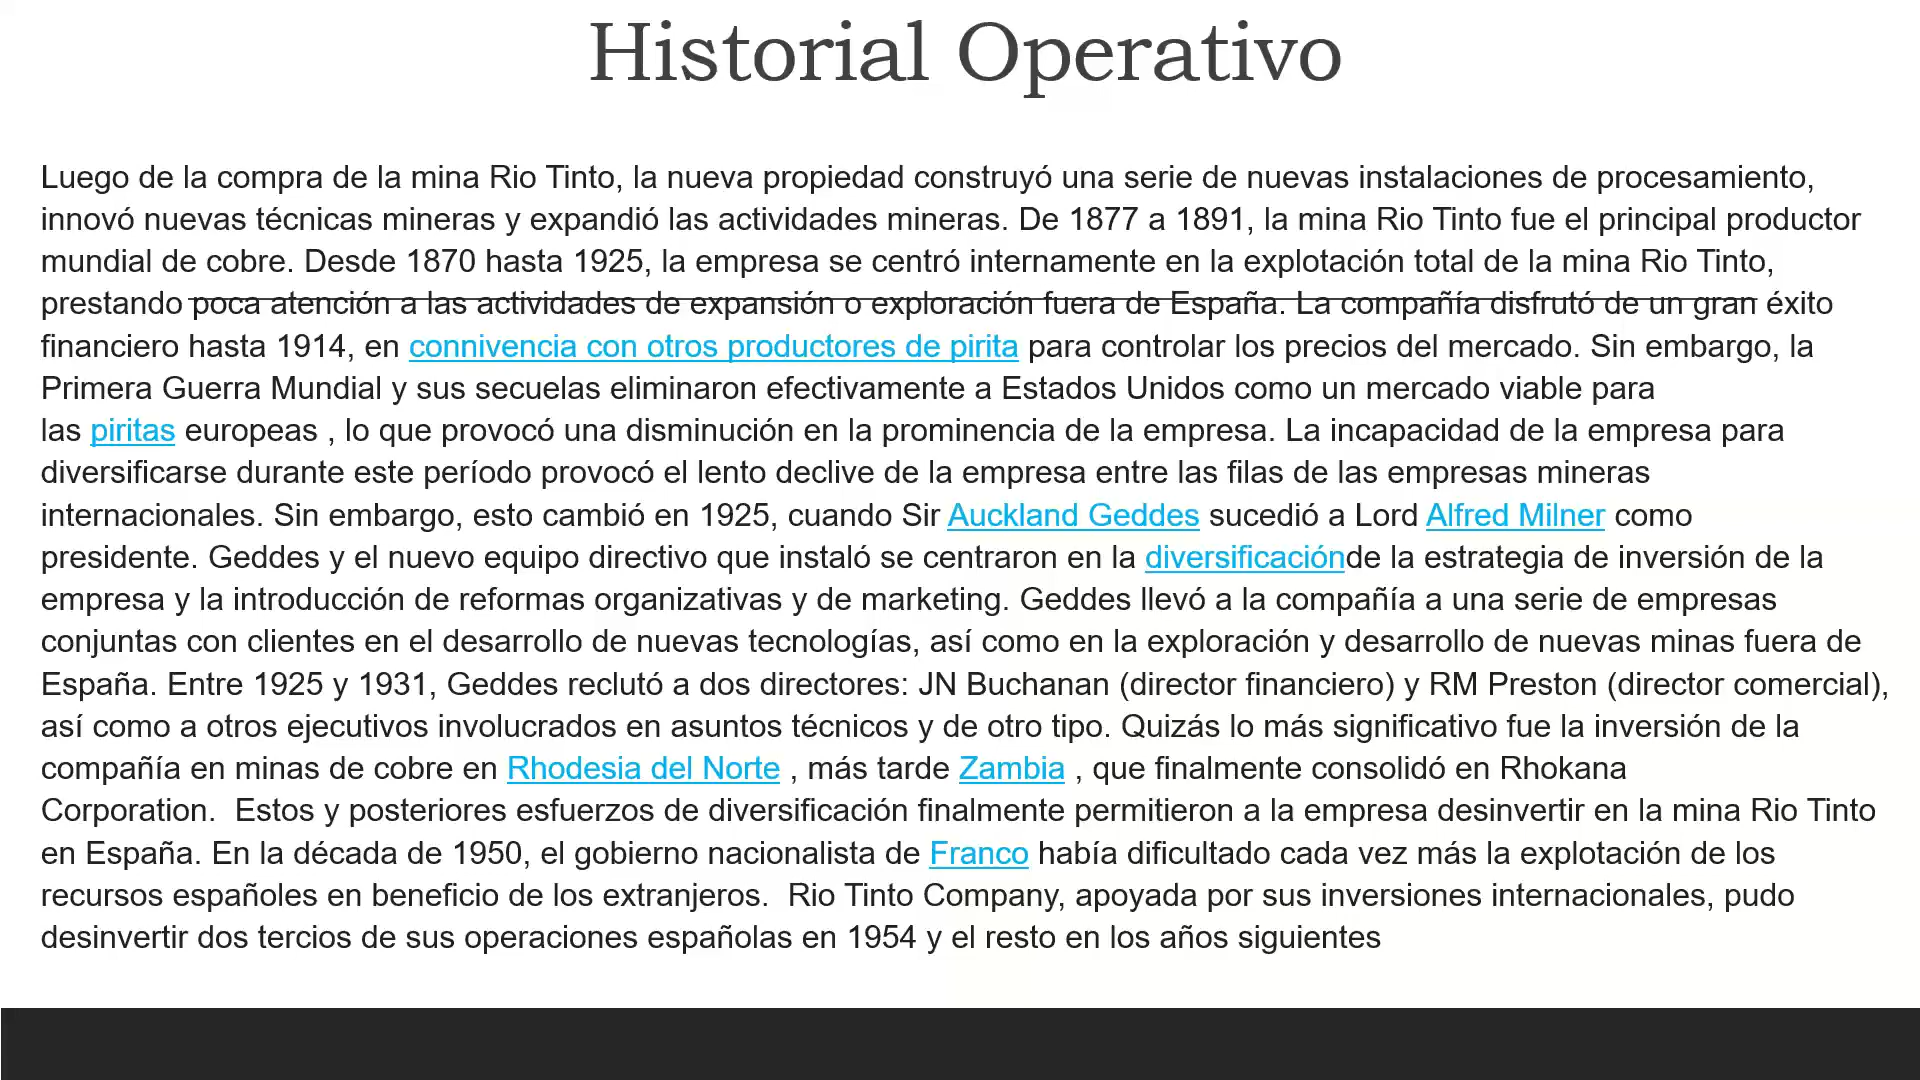 Historial Operativo
Luego de la compra de la mina Rio Tinto, la nueva propiedad construyó una serie de nuevas instalaciones de procesamiento,
innovó nuevas técnicas mineras y expandió las actividades mineras. De 1877 a 1891, la mina Rio Tinto fue el principal productor
mundial de cobre. Desde 1870 hasta 1925, la empresa se centró internamente en la explotación total de la mina Rio Tinto,
prestando poca atención a las actividades de expansión o exploración fuera de España. La compañía disfrutó de un gran éxito
financiero hasta 1914, en connivencia con otros productores de pirita para controlar los precios del mercado. Sin embargo, la
Primera Guerra Mundial y sus secuelas eliminaron efectivamente a Estados Unidos como un mercado viable para
las piritas europeas , lo que provocó una disminución en la prominencia de la empresa. La incapacidad de la empresa para
diversificarse durante este período provocó el lento declive de la empresa entre las filas de las empresas mineras
internacionales. Sin embargo, esto cambió en 1925, cuando Sir Auckland Geddes sucedió a Lord Alfred Milner como
presidente. Geddes y el nuevo equipo directivo que instaló se centraron en la diversificaciónde la estrategia de inversión de la
empresa y la introducción de reformas organizativas y de marketing. Geddes llevó a la compañía a una serie de empresas
conjuntas con clientes en el desarrollo de nuevas tecnologías, así como en la exploración y desarrollo de nuevas minas fuera de
España. Entre 1925 y 1931, Geddes reclutó a dos directores: JN Buchanan (director financiero) y RM Preston (director comercial),
así como a otros ejecutivos involucrados en asuntos técnicos y de otro tipo. Quizás lo más significativo fue la inversión de la
compañía en minas de cobre en Rhodesia del Norte , más tarde Zambia , que finalmente consolidó en Rhokana
Corporation.  Estos y posteriores esfuerzos de diversificación finalmente permitieron a la empresa desinvertir en la mina Rio Tinto
en España. En la década de 1950, el gobierno nacionalista de Franco había dificultado cada vez más la explotación de los
recursos españoles en beneficio de los extranjeros.  Rio Tinto Company, apoyada por sus inversiones internacionales, pudo
desinvertir dos tercios de sus operaciones españolas en 1954 y el resto en los años siguientes